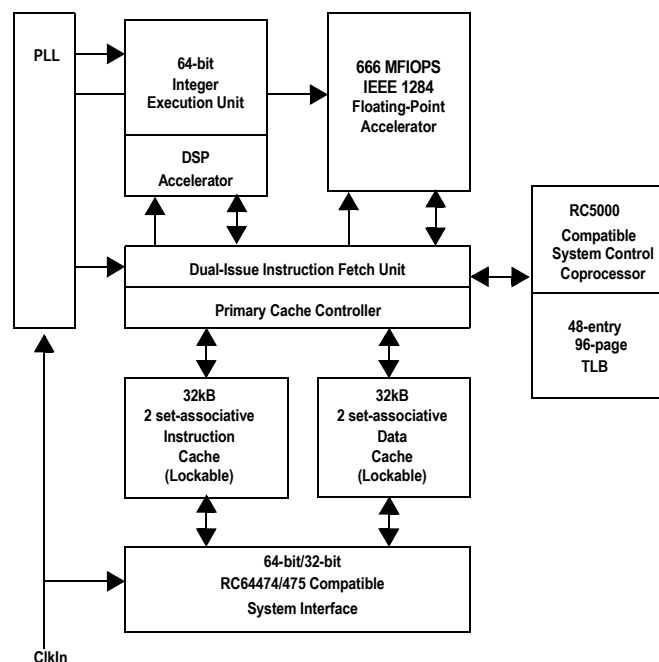 PLL
64-bit
Integer
Execution Unit
DSP
Accelerator
666 MFlOPS
IEEE 1284
Floating-Point
Accelerator
Dual-Issue Instruction Fetch Unit
Primary Cache Controller
RC5000
Compatible
System Control
Coprocessor
48-entry
96-page
TLB
32kB
2 set-associative
Instruction
Cache
(Lockable)
32kB
2 set-associative
Data
Cache
(Lockable)
64-bit/32-bit
RC64474/475 Compatible
System Interface
ClkIn